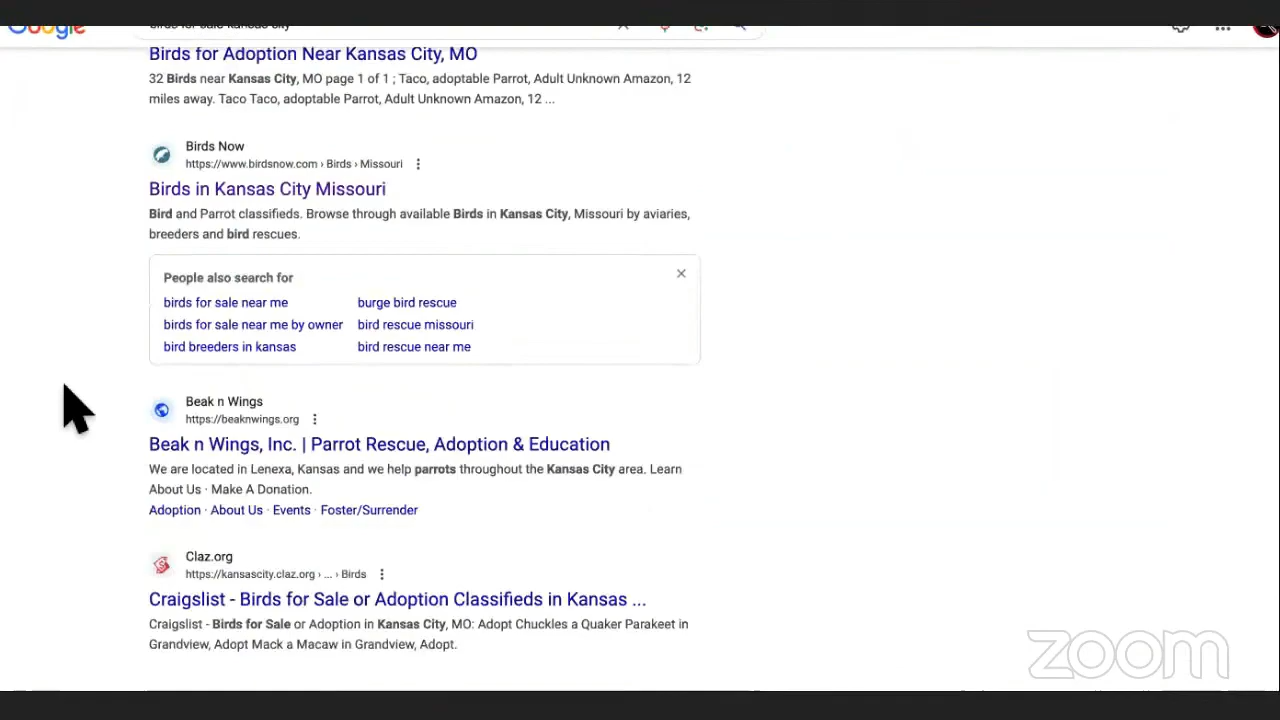 Google
birds for sale kansas city
Birds for Adoption Near Kansas City, MO
32 Birds near Kansas City, MO page 1 of 1 ; Taco, adoptable Parrot, Adult Unknown Amazon, 12
miles away. Taco Taco, adoptable Parrot, Adult Unknown Amazon, 12 ...
Birds Now
https://www.birdsnow.com › Birds › Missouri
Birds in Kansas City Missouri
Bird and Parrot classifieds. Browse through available Birds in Kansas City, Missouri by aviaries,
breeders and bird rescues.
People also search for
birds for sale near me
burge bird rescue
birds for sale near me by owner
bird rescue missouri
bird breeders in kansas
bird rescue near me
Beak n Wings
https://beaknwings.org
Beak n Wings, Inc. | Parrot Rescue, Adoption & Education
We are located in Lenexa, Kansas and we help parrots throughout the Kansas City area. Learn
About Us · Make A Donation.
Adoption · About Us · Events · Foster/Surrender
Claz.org
https://kansascity.claz.org › ... › Birds
Craigslist - Birds for Sale or Adoption Classifieds in Kansas ...
Craigslist - Birds for Sale or Adoption in Kansas City, MO: Adopt Chuckles a Quaker Parakeet in
Grandview, Adopt Mack a Macaw in Grandview, Adopt.
zoom